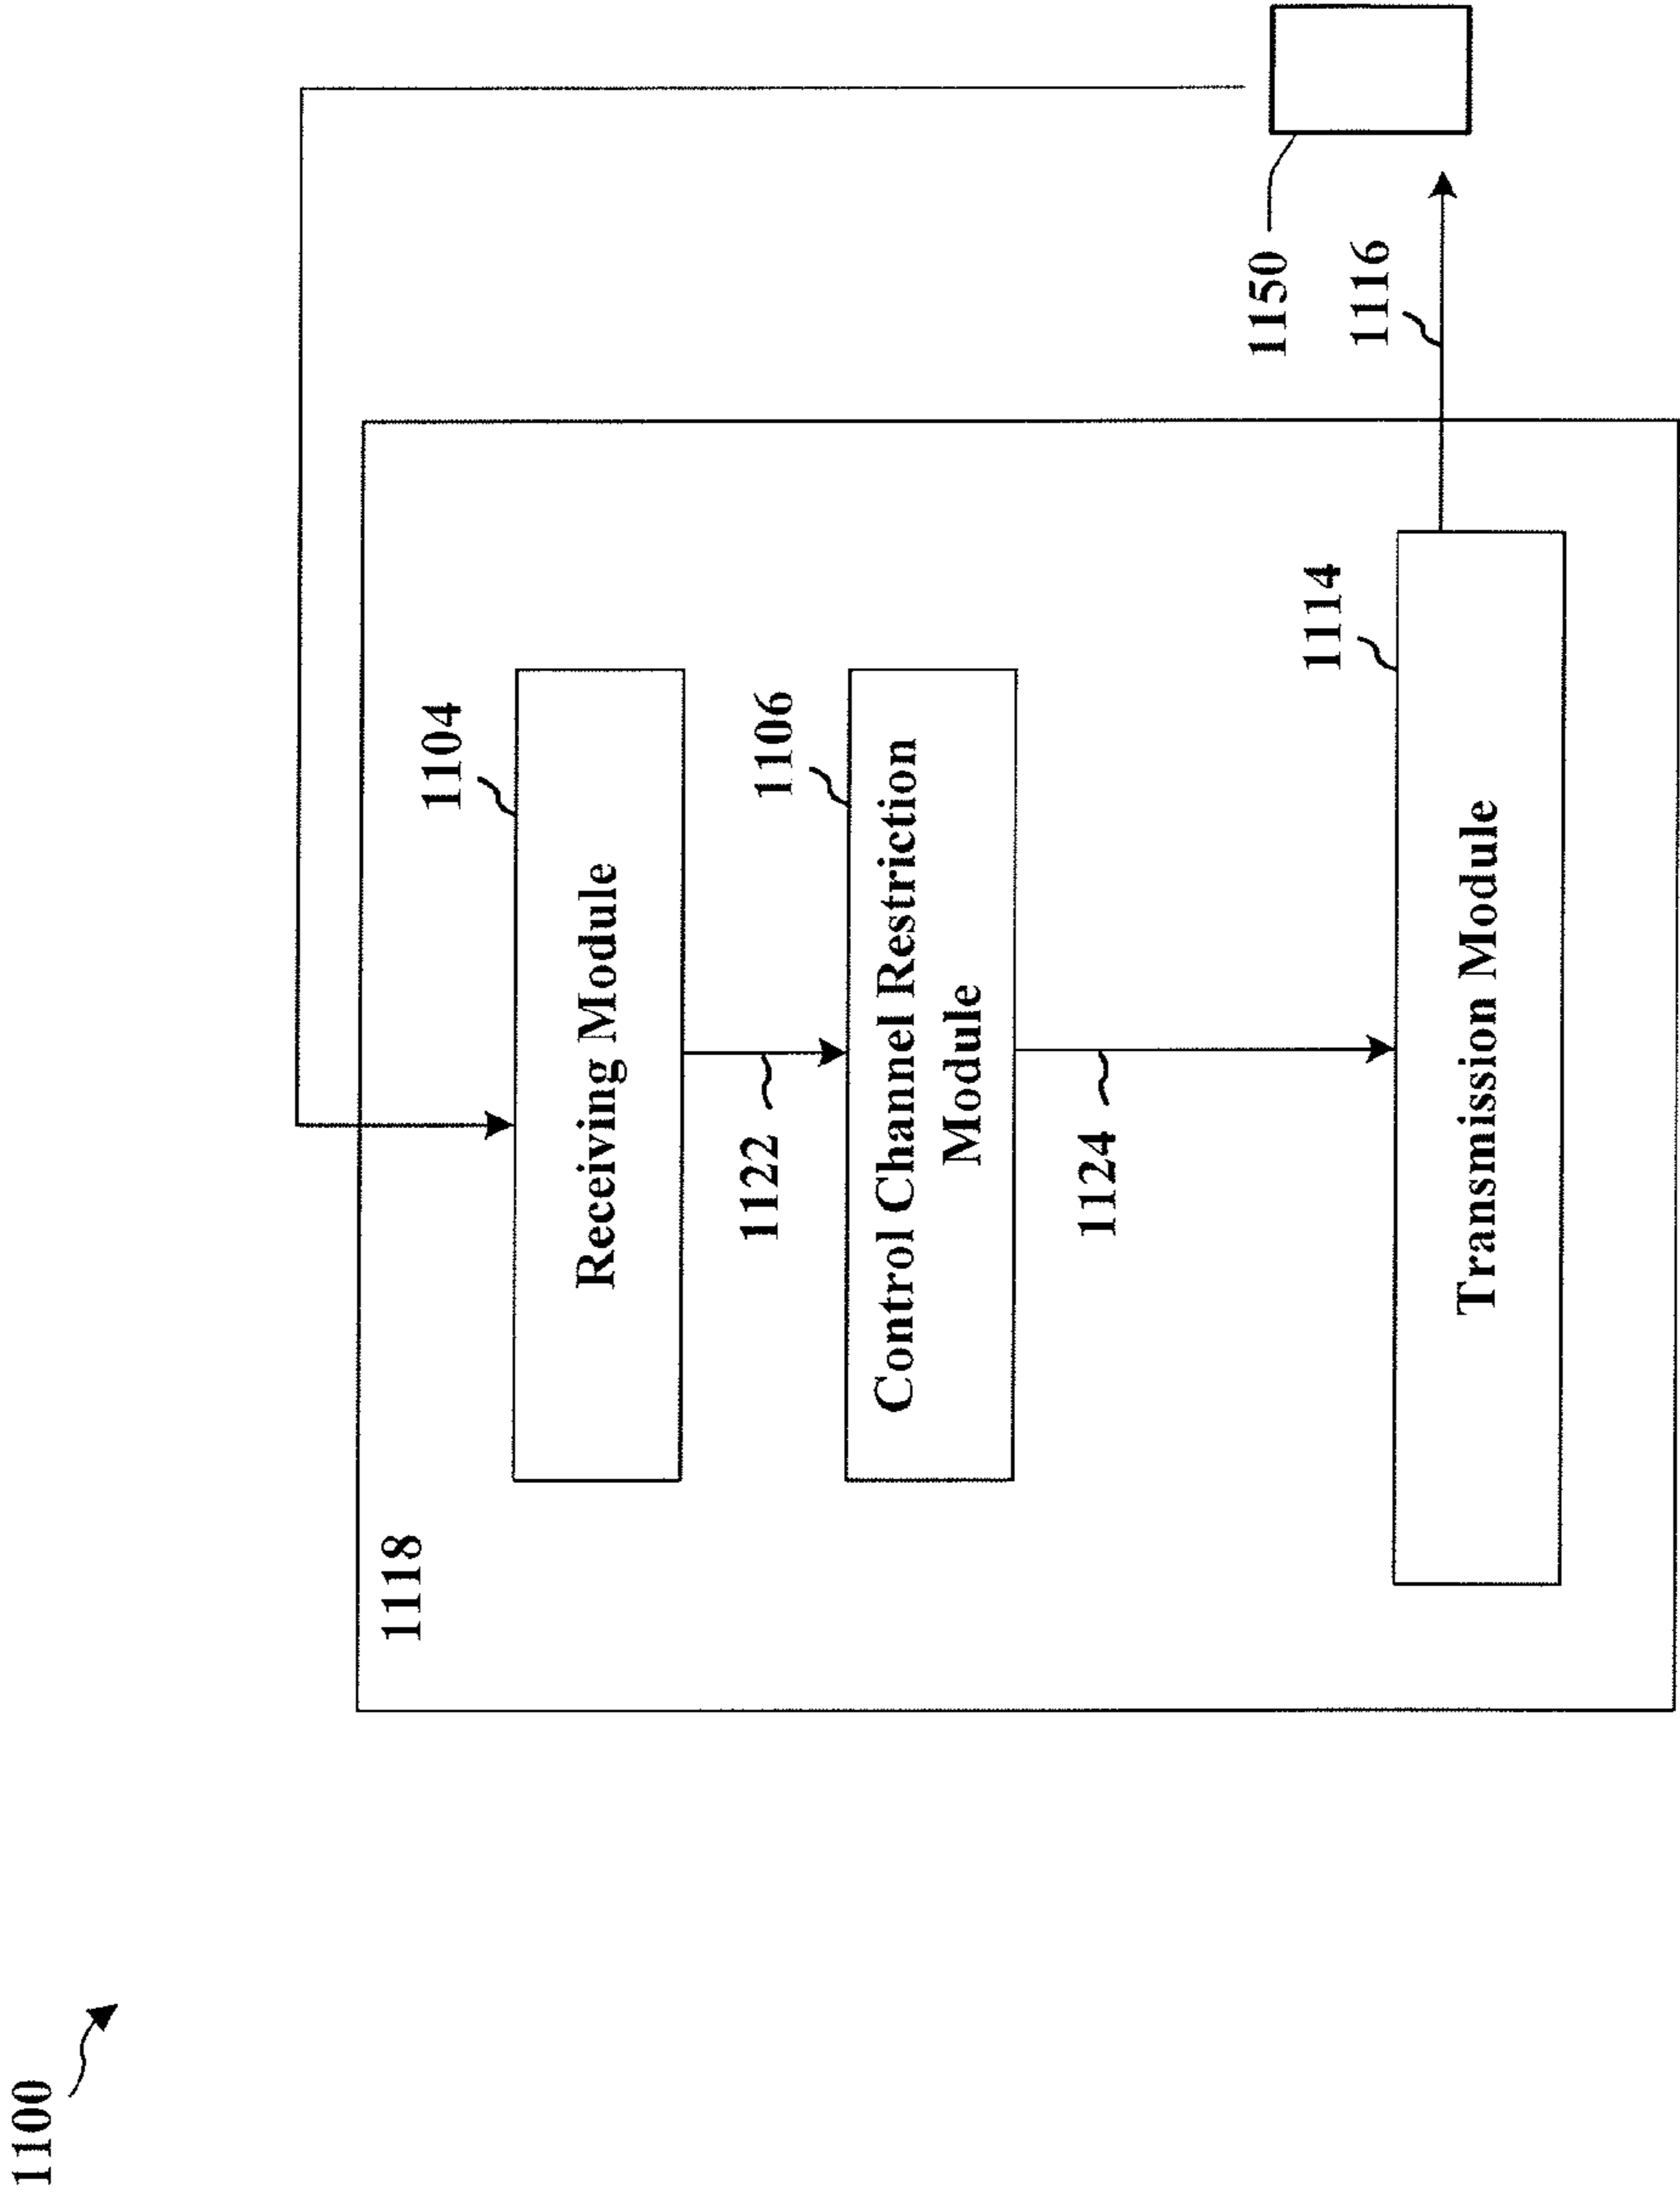 1100
1118
1104
Receiving Module
1122
1106
Control Channel Restriction
Module
1124
1114
Transmission Module
1150
1116